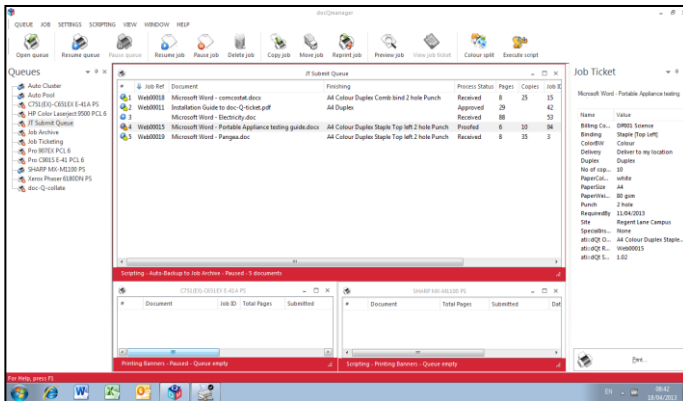 docQmanager
QUEUE JOB SETTINGS SCRIPTING VIEW WINDOW HELP
Open queue Resume queue Pause queue Resume job Pause job Delete job Copy job Move job Reprint job Preview job View job ticket Colour split Execute script
Queues
Auto Cluster
Auto Pool
C751(EX)-C651EX E-41A PS
HP Color Laserjet 9500 PCL 6
JT Submit Queue
Job Archive
Job Ticketing
Pro 907EX PCL 6
Pro C901S E-41 PCL 6
SHARP MX-M1100 PS
Xerox Phaser 6180DN PS
doc-Q-collate
JT Submit Queue
# Job Ref Document Finishing Process Status Pages Copies Job ID
1 Web00018 Microsoft Word - comcostat.docx A4 Colour Duplex Comb bind 2 hole Punch Received 8 25 15
2 Web00011 Installation Guide to doc-Q-ticket.pdf A4 Duplex Approved 29 42
3 Microsoft Word - Electricity.doc Received 88 53
4 Web00015 Microsoft Word - Portable Appliance testing guide.docx A4 Colour Duplex Staple Top left 2 hole Punch Proofed 6 10 94
5 Web00019 Microsoft Word - Pangea.doc A4 Colour Duplex Staple Top left 2 hole Punch Received 8 35 3
Scripting - Auto-Backup to Job Archive - Paused - 5 documents
C751(EX)-C651EX E-41A PS
# Document Job ID Total Pages Submitted
Printing Banners - Paused - Queue empty
SHARP MX-M1100 PS
# Document Total Pages Submitted Dat
Scripting - Printing Banners - Queue empty
Job Ticket
Microsoft Word - Portable Appliance testing
Name Value
Billing Co... DM01 Science
Binding Staple [Top Left]
ColorBW Colour
Delivery Deliver to my location
Duplex Duplex
No of cop... 10
PaperCol... white
PaperSize A4
PaperWei... 80 gsm
Punch 2 hole
RequiredBy 11/04/2013
Site Regent Lane Campus
SpecialIns... None
A4 Colour Duplex Staple...
Web00015
1.02
Print...
For Help, press F1
EN
08:42
18/04/2013